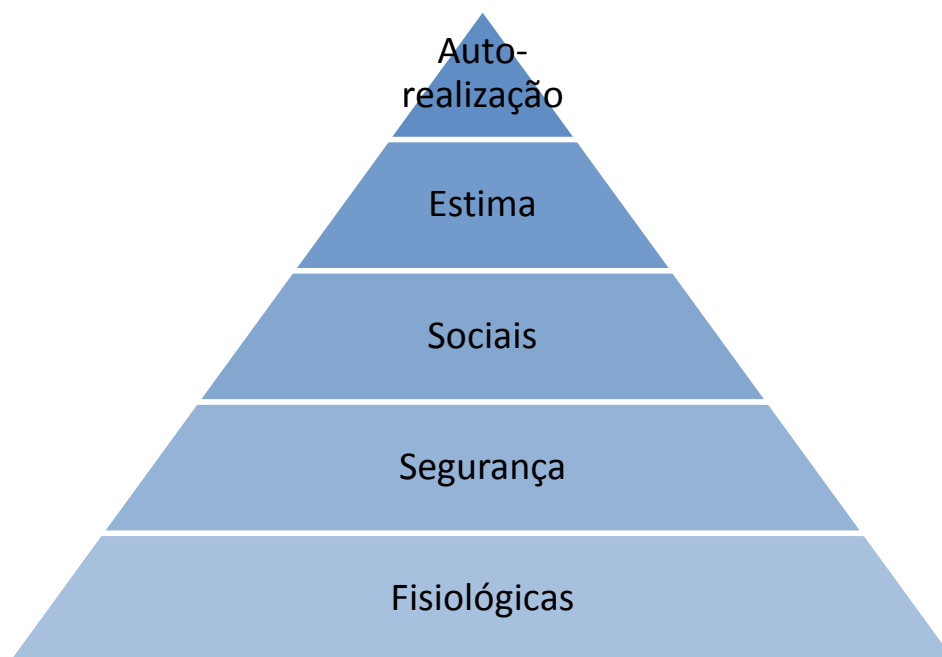 Auto-
realização
Estima
Sociais
Segurança
Fisiológicas